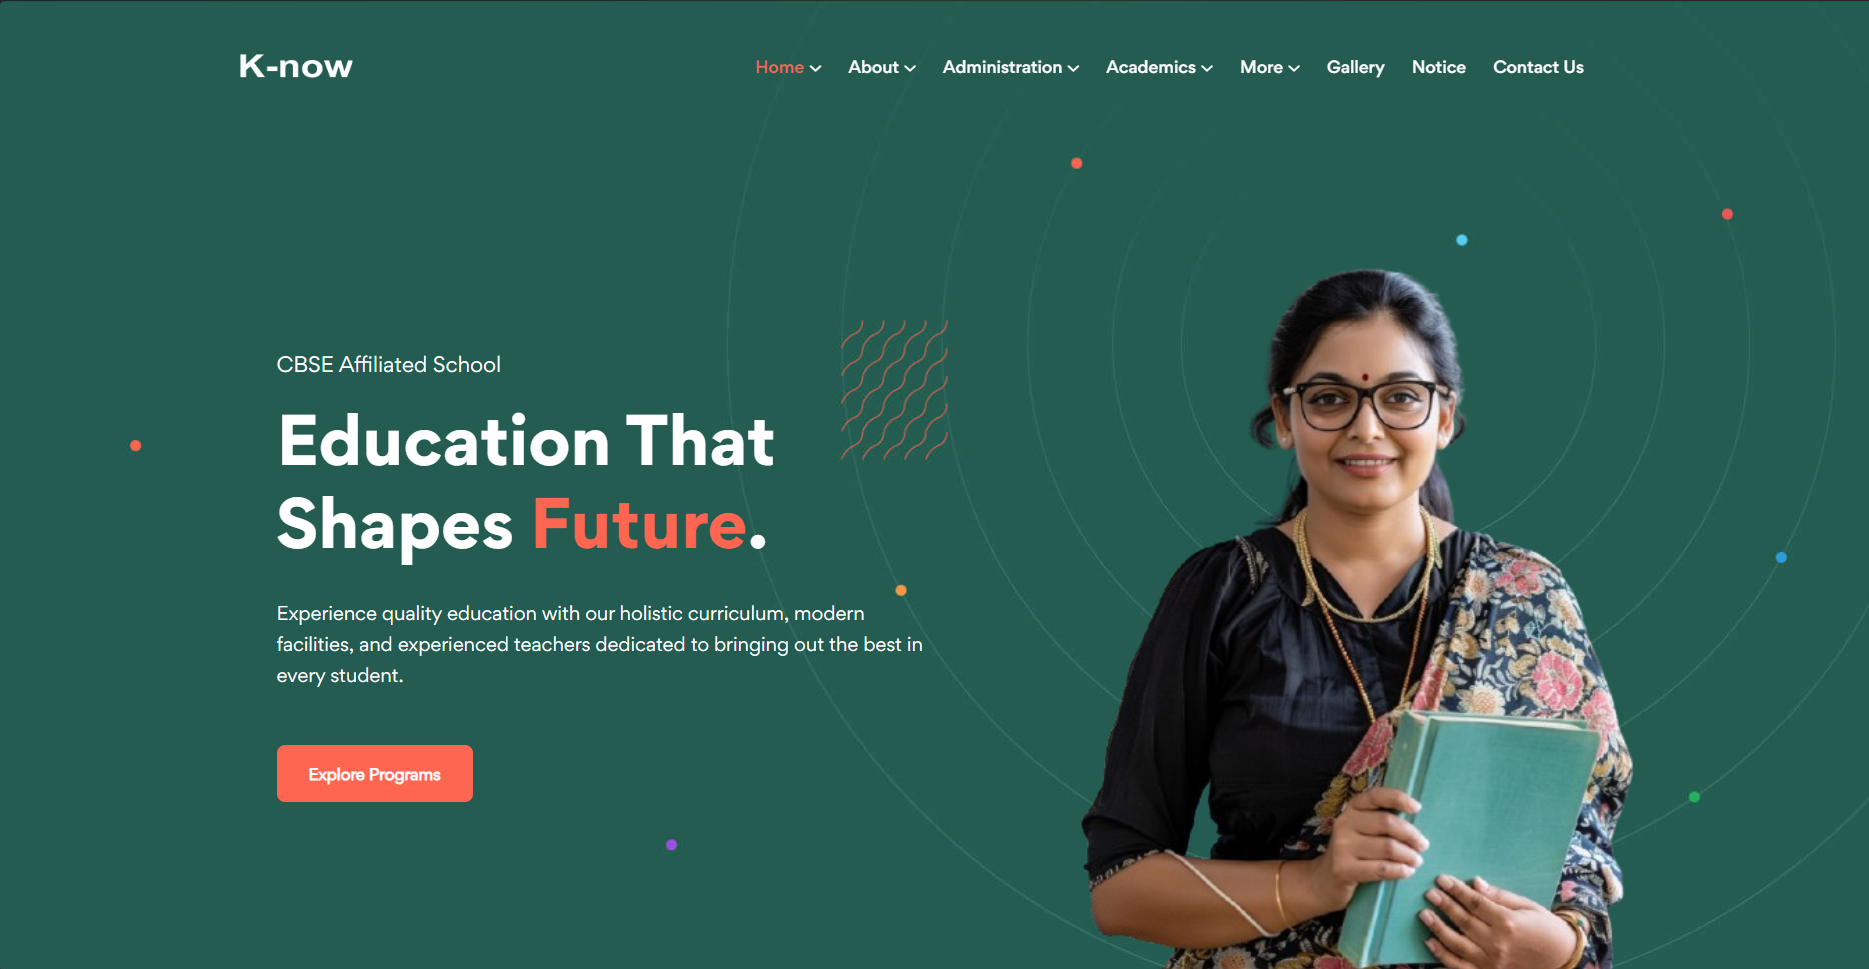 K-now
Home About Administration Academics More Gallery Notice Contact Us
CBSE Affiliated School
Education That
Shapes Future.
Experience quality education with our holistic curriculum, modern
facilities, and experienced teachers dedicated to bringing out the best in
every student.
Explore Programs